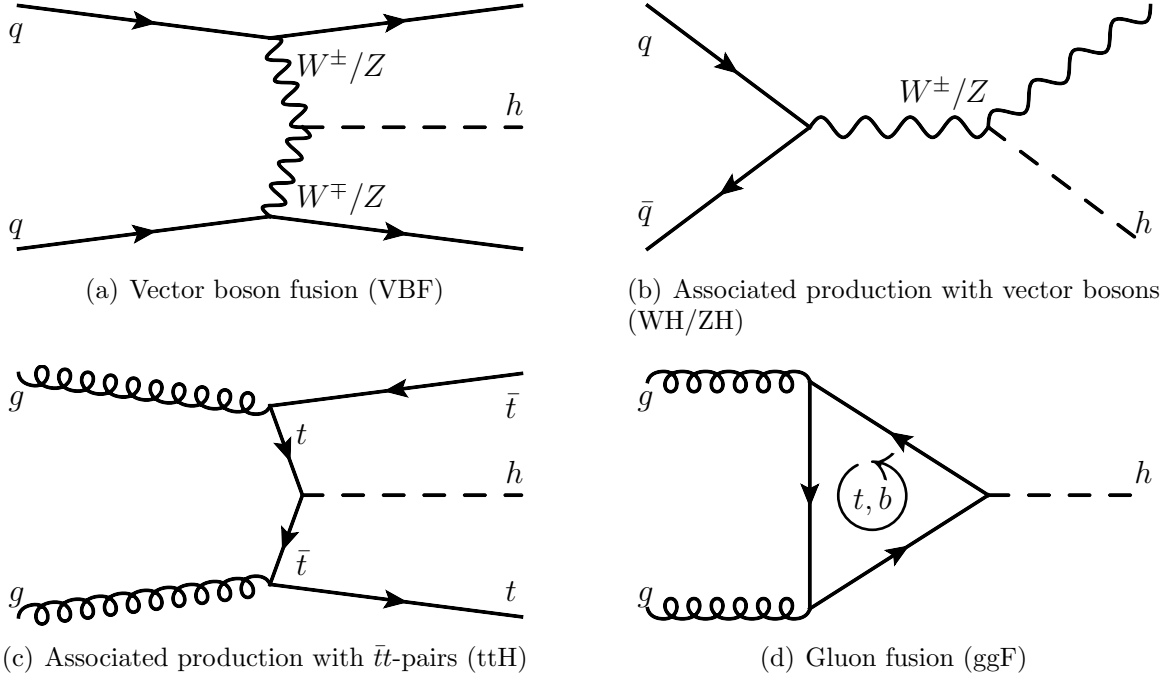 q
W±/Z
h
W∓/Z
q
(a) Vector boson fusion (VBF)
q
W±/Z
q̄
h
(b) Associated production with vector bosons
(WH/ZH)
g
t̄
t
h
t̄
g
t
(c) Associated production with t̄t-pairs (ttH)
g
t, b
h
g
(d) Gluon fusion (ggF)